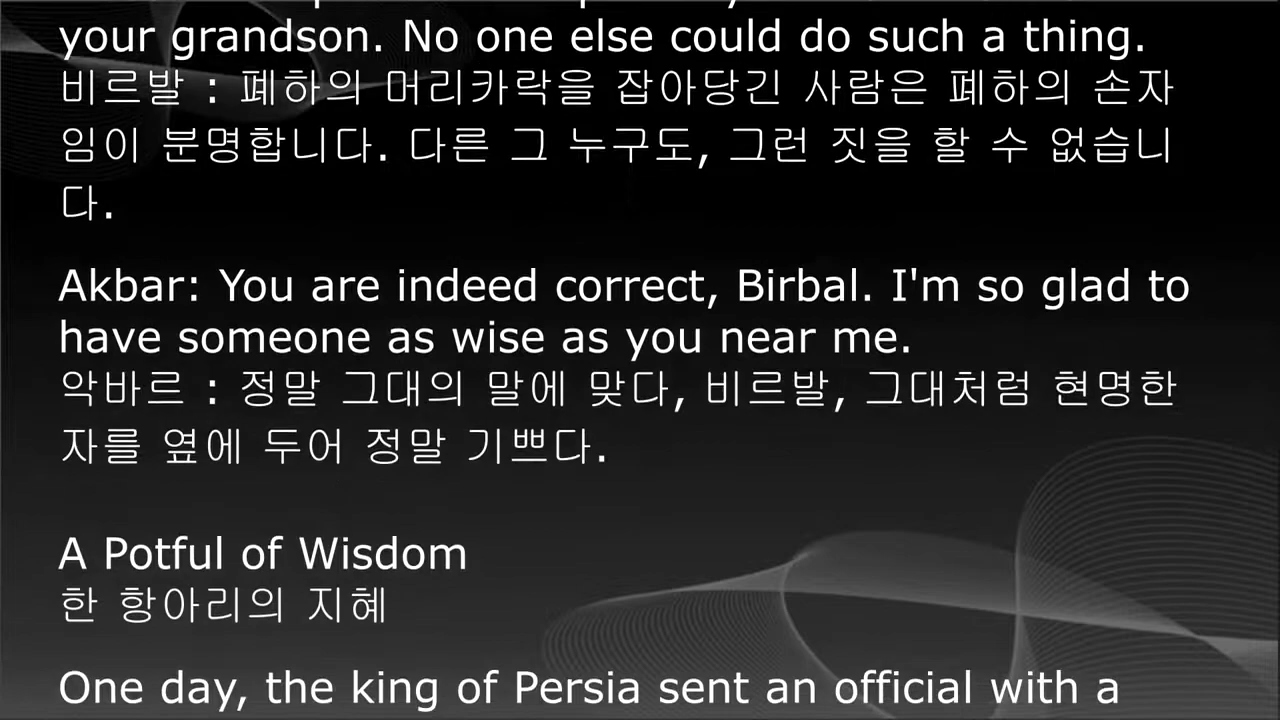 your grandson. No one else could do such a thing.
비르발 : 폐하의 머리카락을 잡아당긴 사람은 폐하의 손자
임이 분명합니다. 다른 그 누구도, 그런 짓을 할 수 없습니
다.
Akbar: You are indeed correct, Birbal. I'm so glad to
have someone as wise as you near me.
악바르 : 정말 그대의 말에 맞다, 비르발, 그대처럼 현명한
자를 옆에 두어 정말 기쁘다.
A Potful of Wisdom
한 항아리의 지혜
One day, the king of Persia sent an official with a